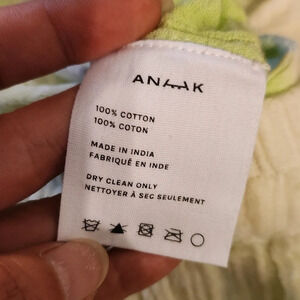 ANAAK
100% COTTON
100% COTON
MADE IN INDIA
FABRIQUÉ EN INDE
DRY CLEAN ONLY
NETTOYER À SEC SEULEMENT